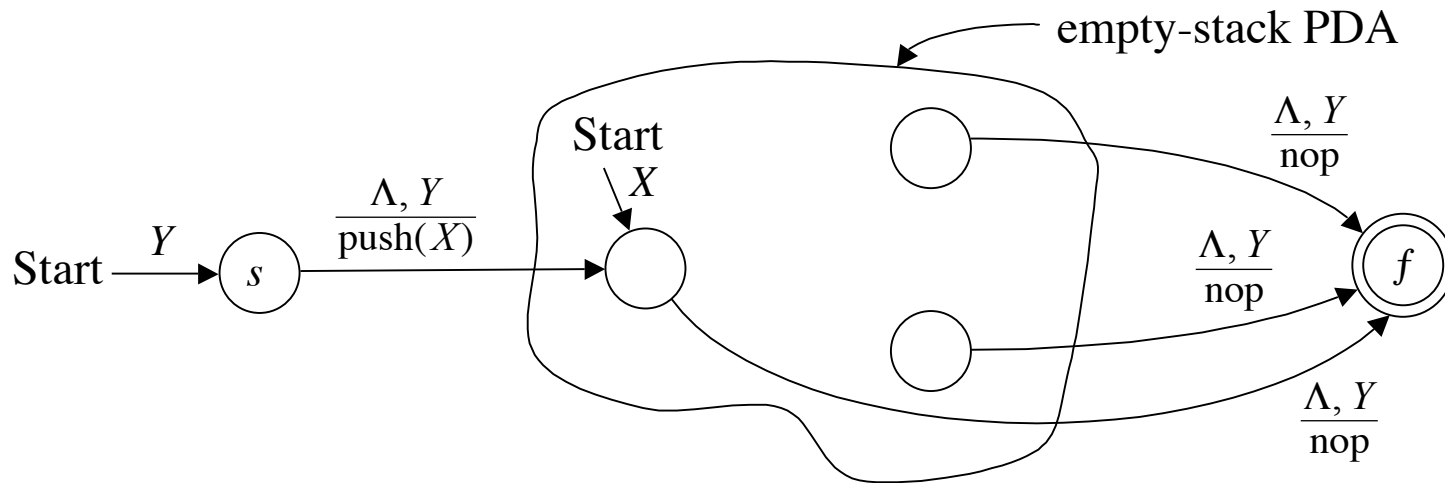 empty-stack PDA
Λ, Y
nop
Start
X
Λ, Y
push(X)
Y
Start
s
Λ, Y
nop
f
Λ, Y
nop